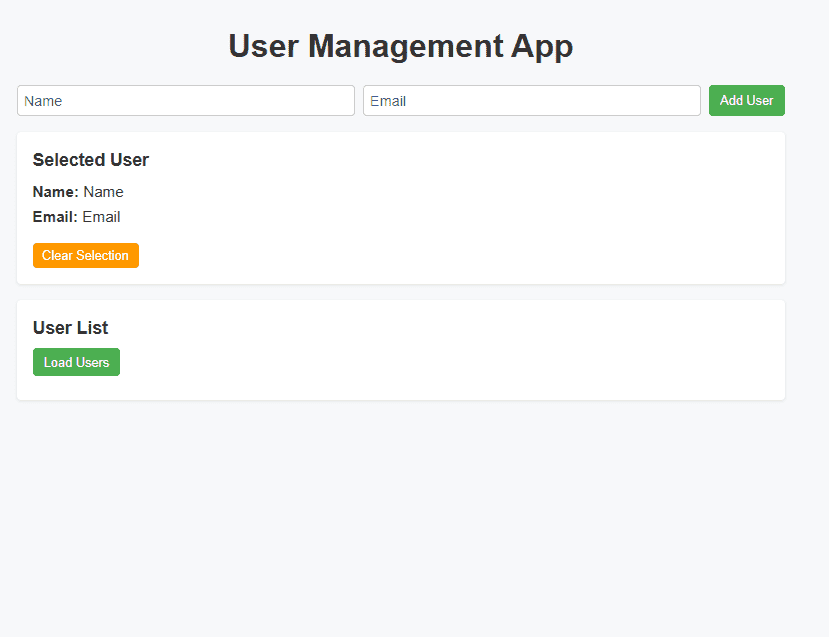 User Management App
Name Email Add User
Selected User
Name: Name
Email: Email
Clear Selection
User List
Load Users